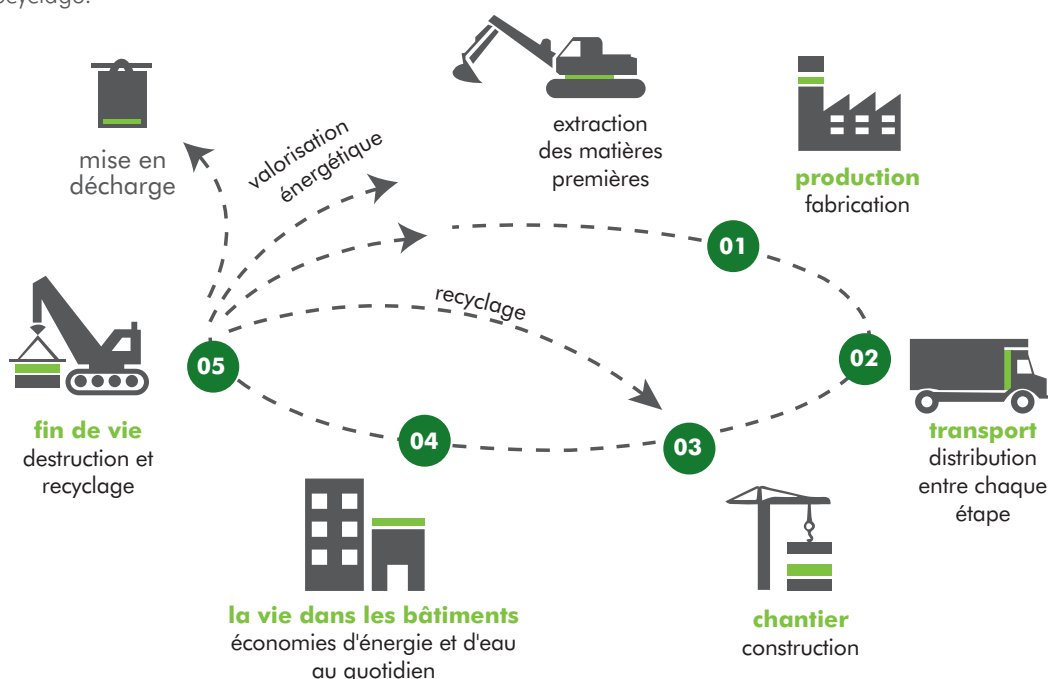 extraction
des matières
premières
production
fabrication
mise en
décharge
valorisation
énergétique
01
recyclage
02
05
transport
distribution
entre chaque
étape
fin de vie
destruction et
recyclage
04
03
la vie dans les bâtiments
économies d'énergie et d'eau
au quotidien
chantier
construction